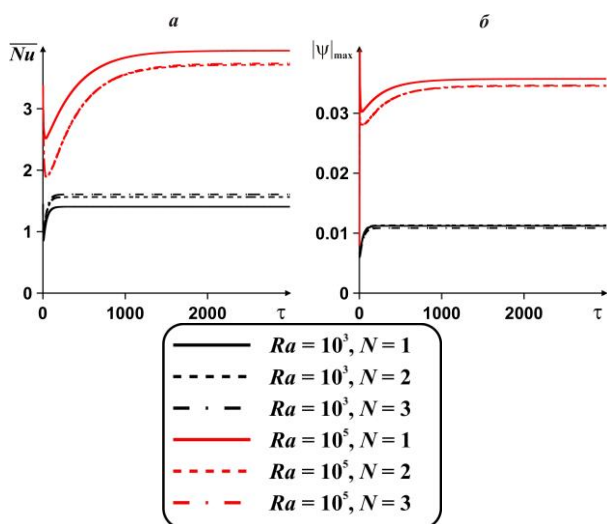 а
б
Nu
|ψ|max
4
3
2
1
0
0
1000
2000
τ
0.03
0.02
0.01
0
0
1000
2000
τ
Ra = 10³, N = 1
Ra = 10³, N = 2
Ra = 10³, N = 3
Ra = 10⁵, N = 1
Ra = 10⁵, N = 2
Ra = 10⁵, N = 3